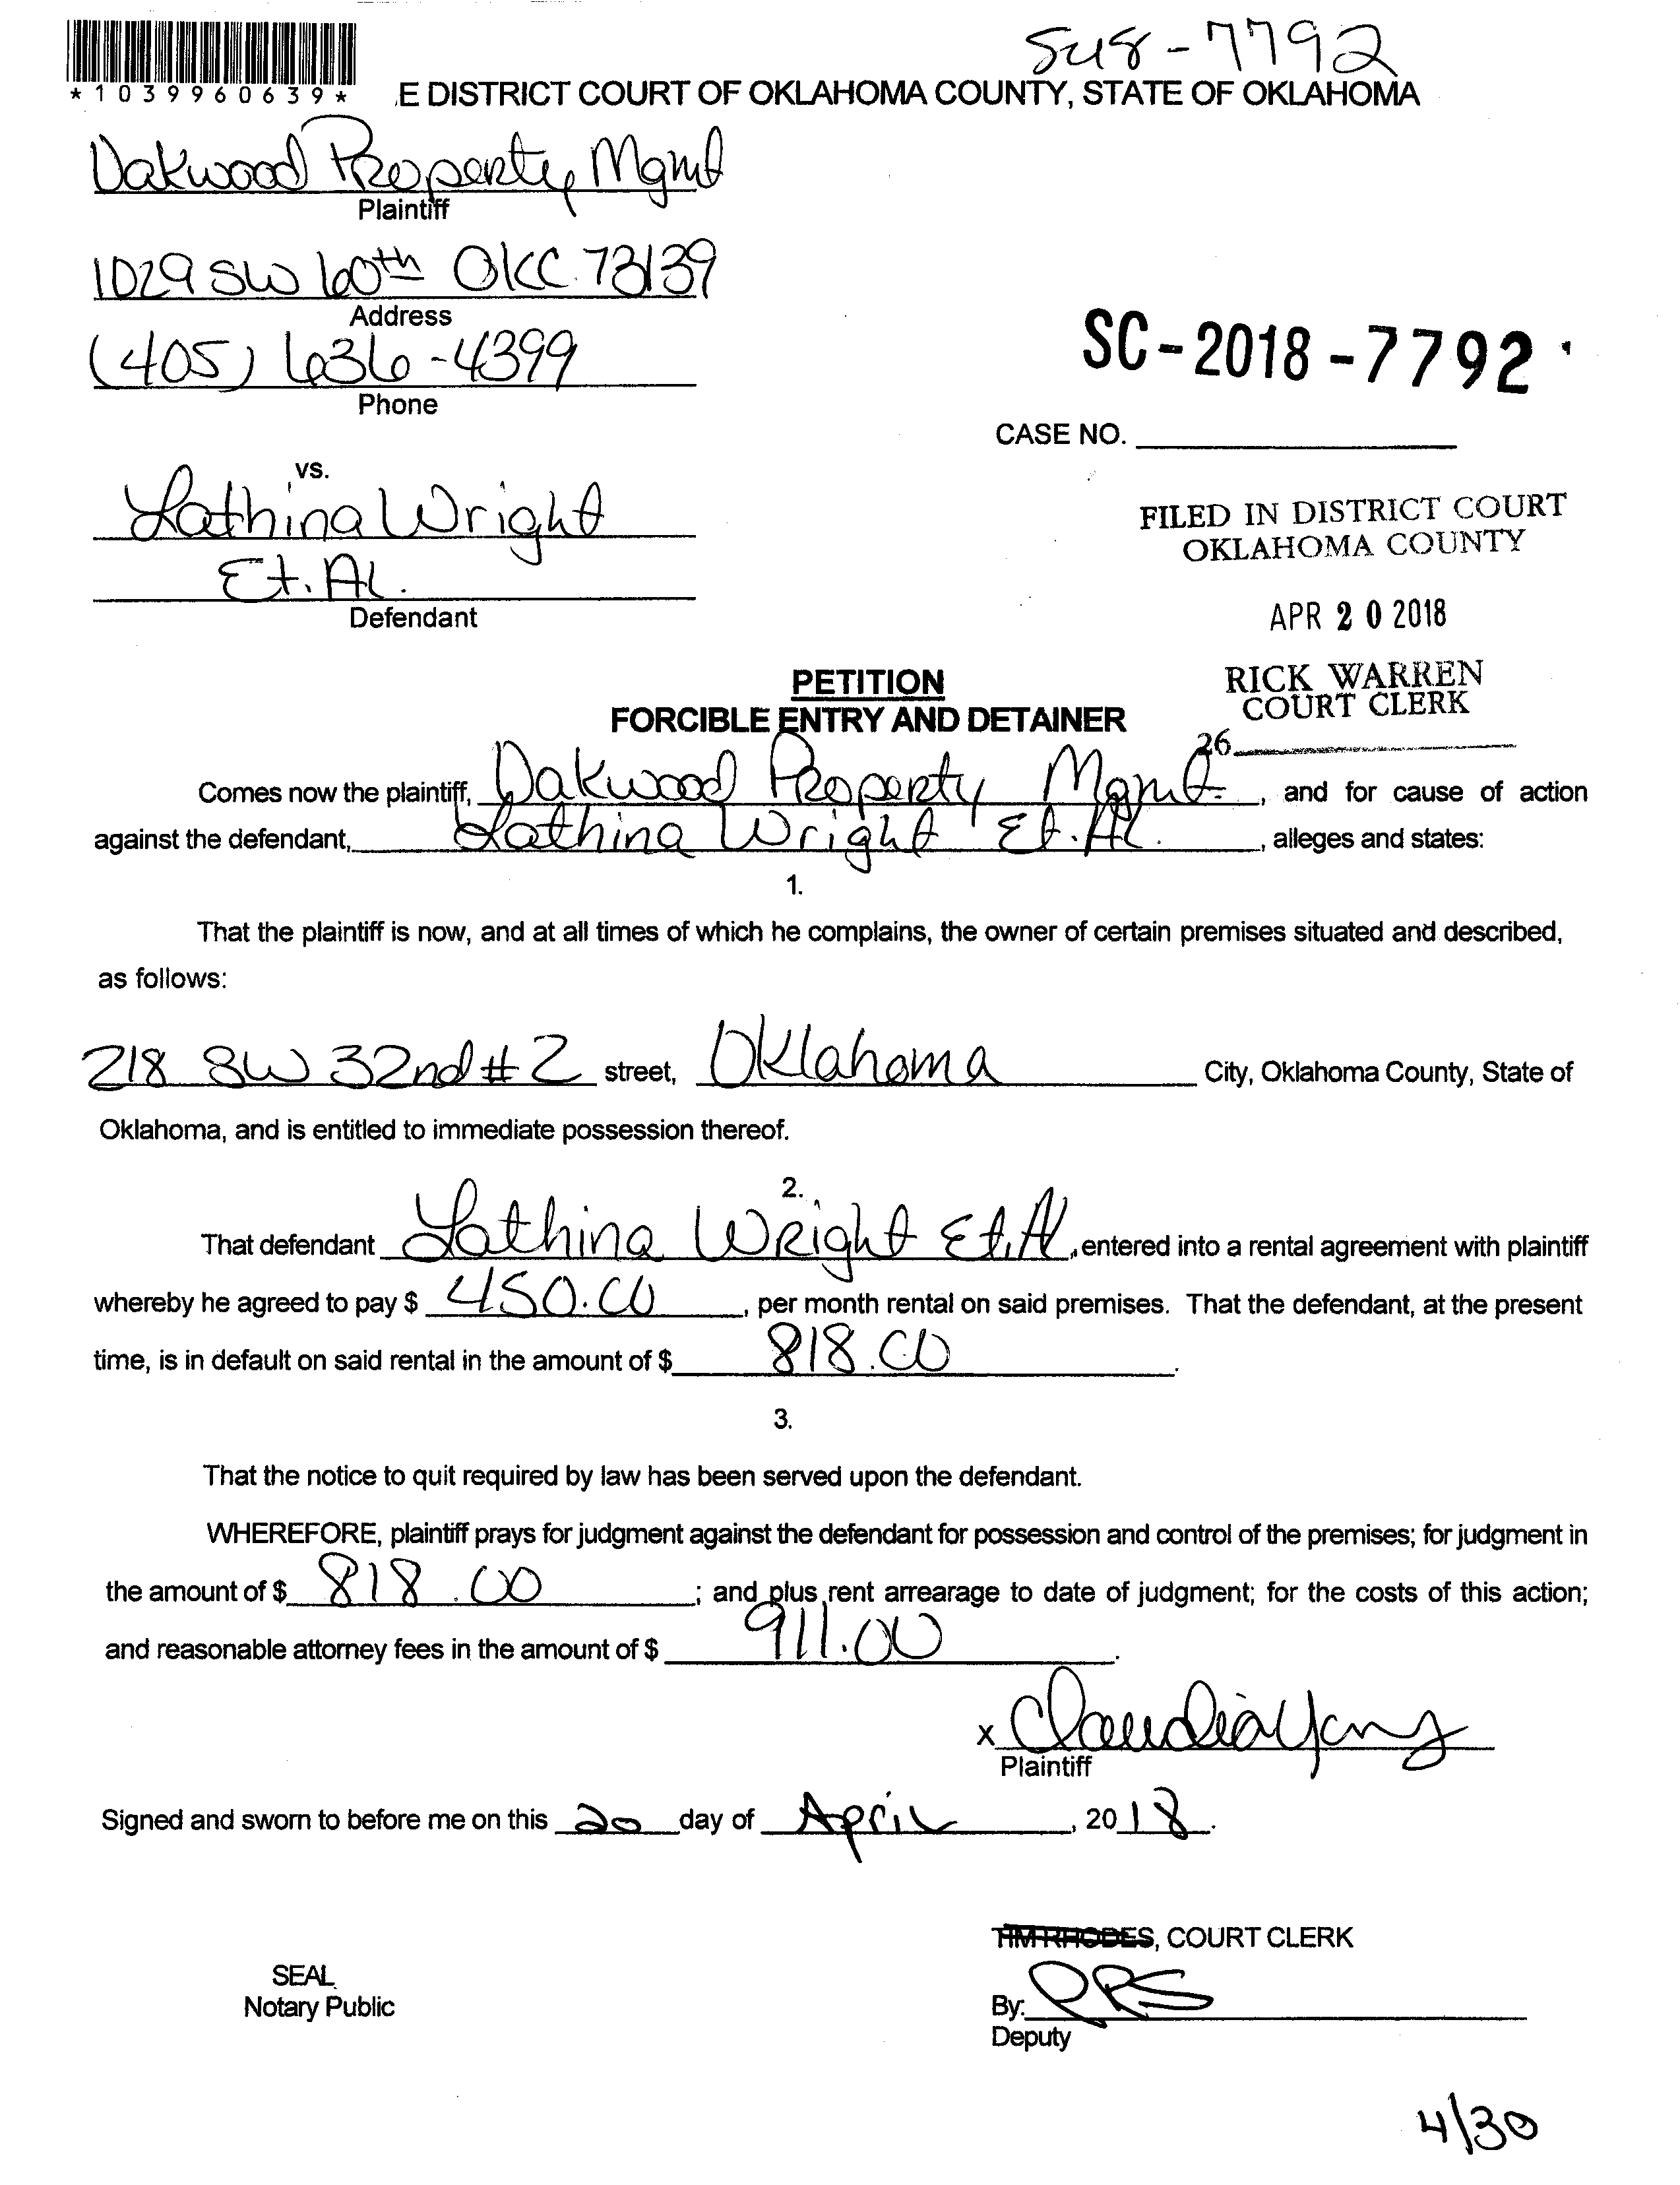 SC18-7792
*1039960639*
E DISTRICT COURT OF OKLAHOMA COUNTY, STATE OF OKLAHOMA
Oakwood Property Mgmt
Plaintiff
1029 SW 60th OKC. 73139
Address
(405) 636-4399
Phone
SC-2018-7792
CASE NO.
vs.
Lathina Wright
Et. Al.
Defendant
FILED IN DISTRICT COURT
OKLAHOMA COUNTY
APR 20 2018
RICK WARREN
COURT CLERK
26
PETITION
FORCIBLE ENTRY AND DETAINER
Comes now the plaintiff, Oakwood Property Mgmt, and for cause of action
against the defendant, Lathina Wright Et. Al., alleges and states:
1.
That the plaintiff is now, and at all times of which he complains, the owner of certain premises situated and described,
as follows:
218 SW 32nd # 2 street, Oklahoma City, Oklahoma County, State of
Oklahoma, and is entitled to immediate possession thereof.
2.
That defendant Lathina Wright Et. Al, entered into a rental agreement with plaintiff
whereby he agreed to pay $ 450.00, per month rental on said premises. That the defendant, at the present
time, is in default on said rental in the amount of $ 818.00.
3.
That the notice to quit required by law has been served upon the defendant.
WHEREFORE, plaintiff prays for judgment against the defendant for possession and control of the premises; for judgment in
the amount of $ 818.00; and plus rent arrearage to date of judgment; for the costs of this action;
and reasonable attorney fees in the amount of $ 911.00.
x
Plaintiff
Signed and sworn to before me on this 20 day of April, 2018.
TIM RHODES, COURT CLERK
SEAL
Notary Public
By:
Deputy
4/30